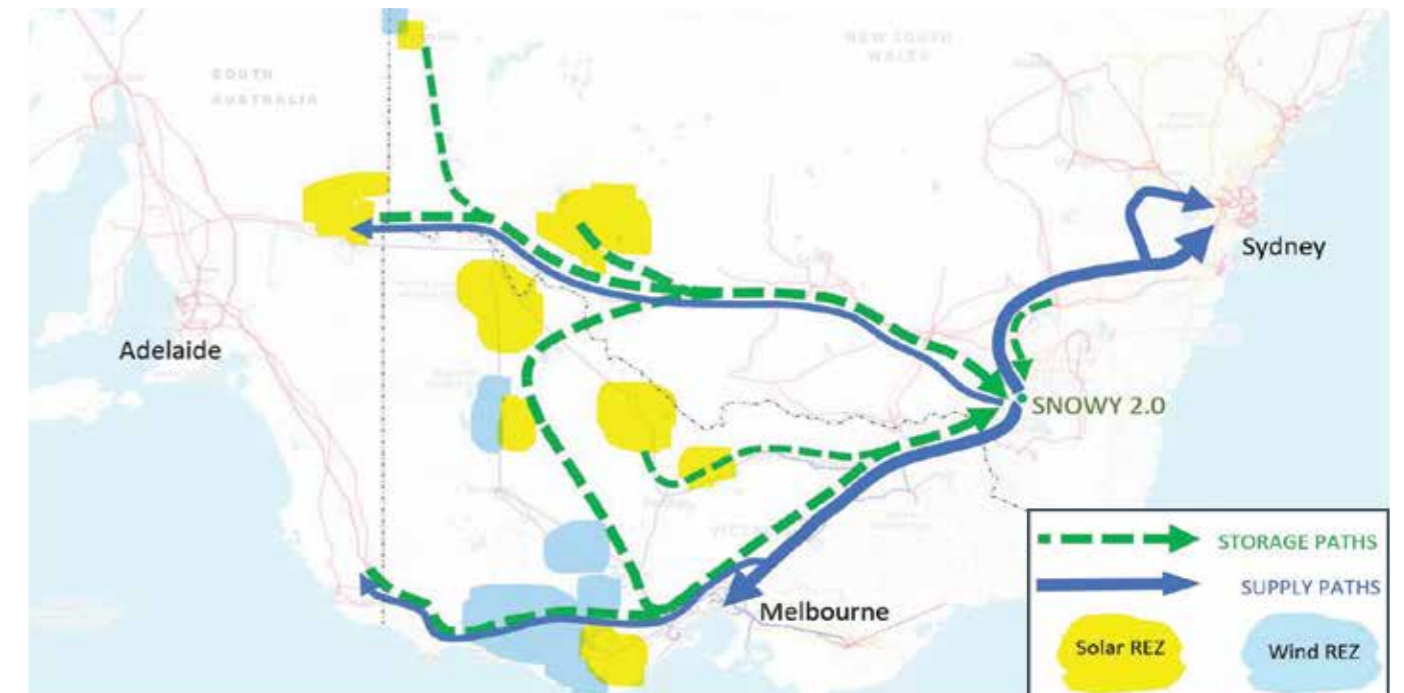 NEW SOUTH
WALES
SOUTH
AUSTRALIA
Sydney
Adelaide
SNOWY 2.0
Melbourne
STORAGE PATHS
SUPPLY PATHS
Solar REZ
Wind REZ